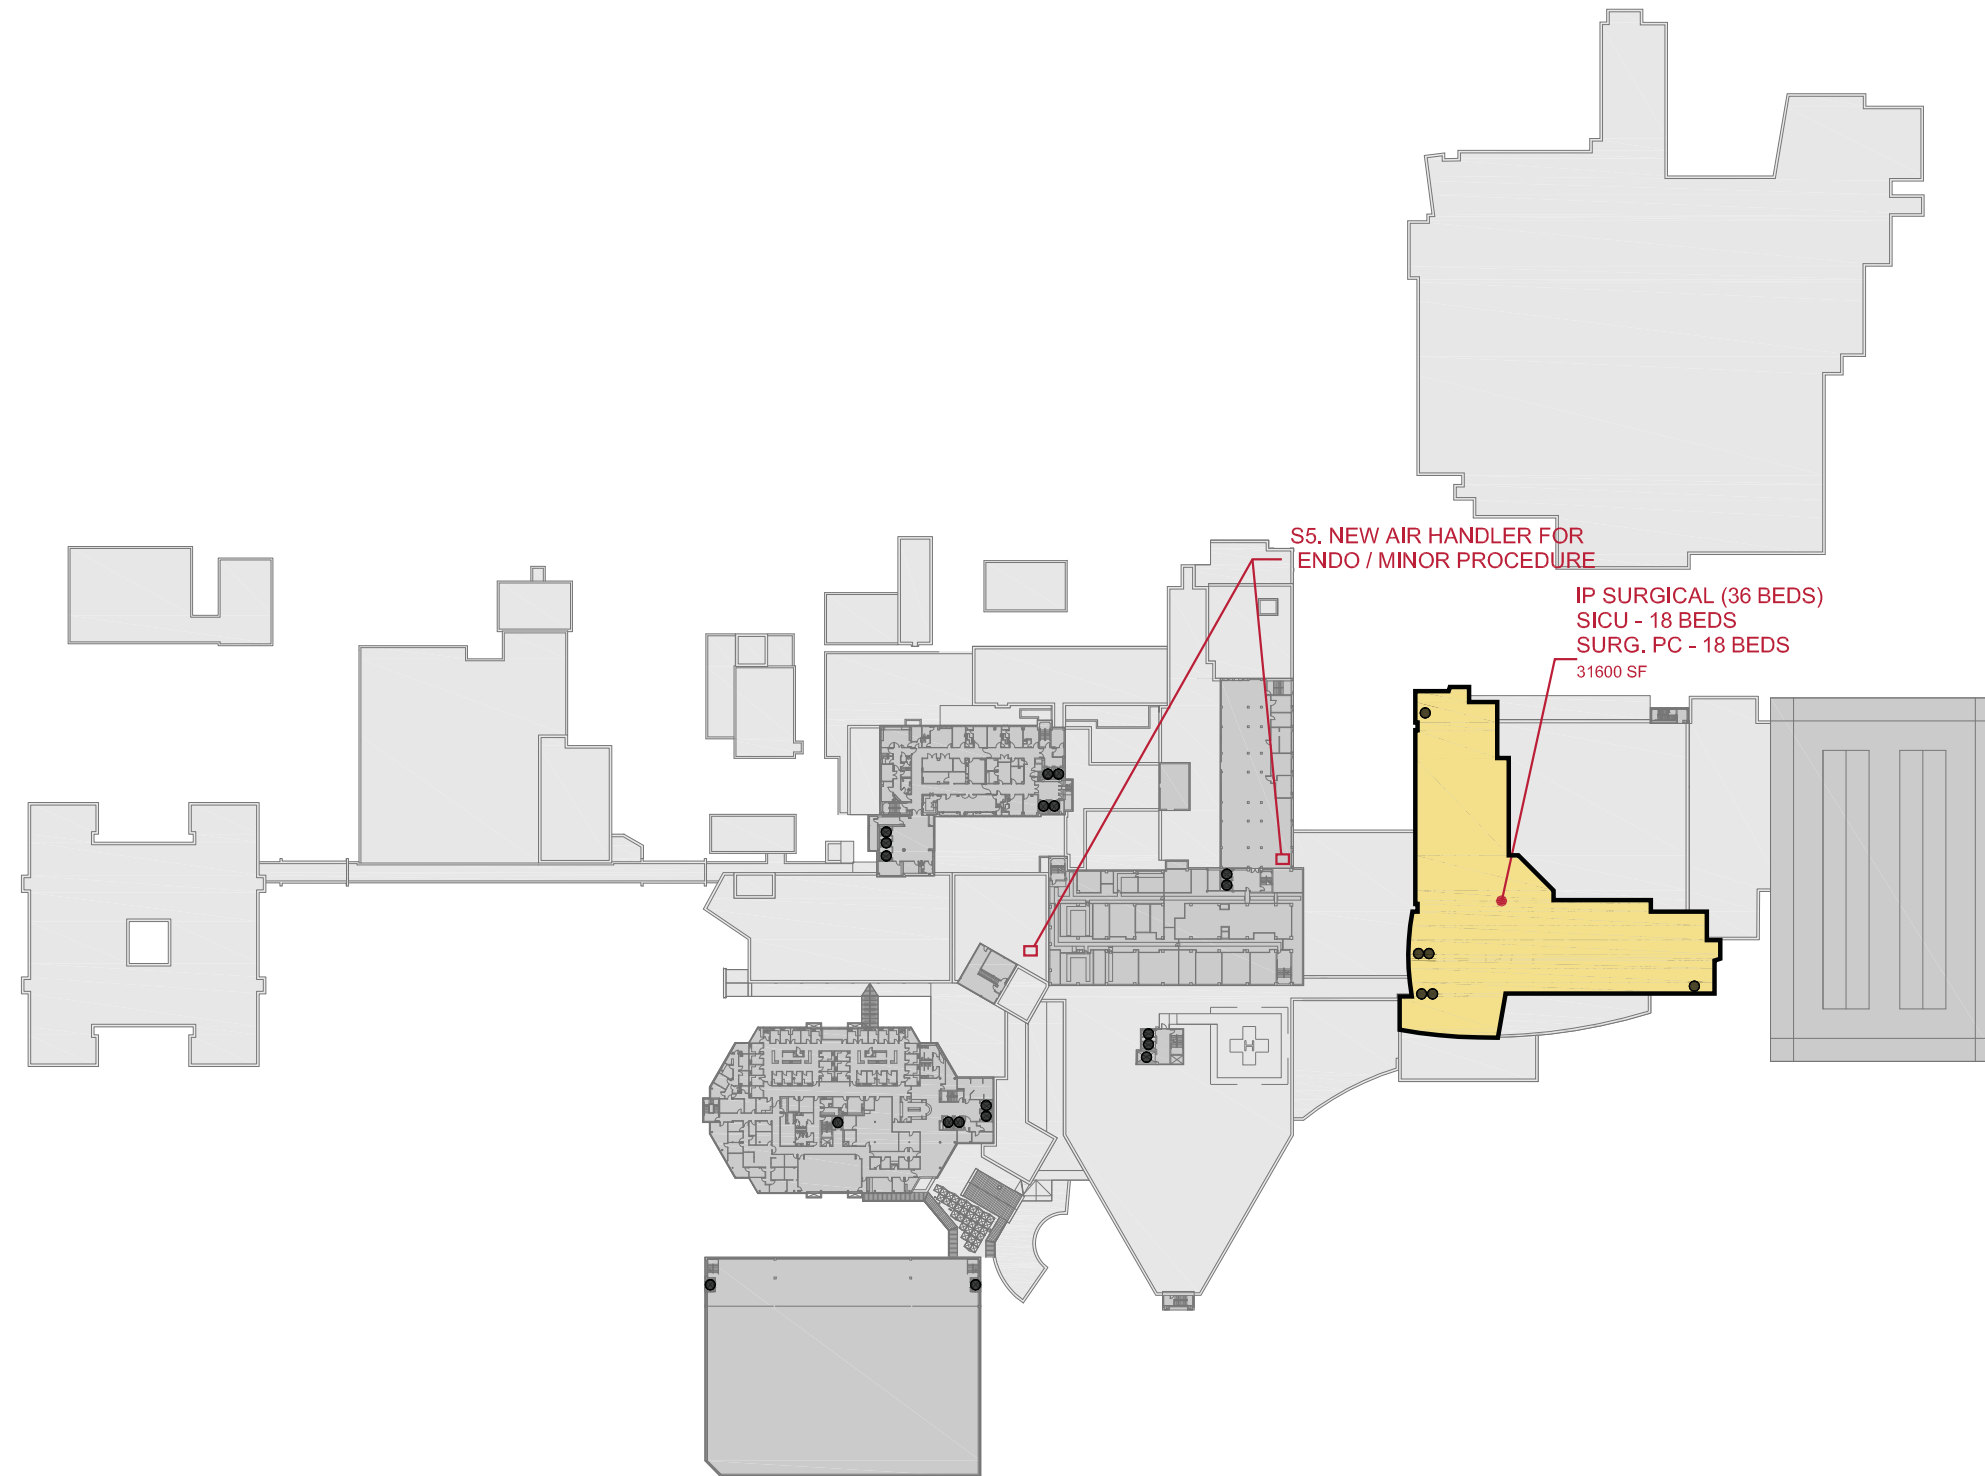 S5. NEW AIR HANDLER FOR
ENDO / MINOR PROCEDURE
IP SURGICAL (36 BEDS)
SICU - 18 BEDS
SURG. PC - 18 BEDS
31600 SF
H